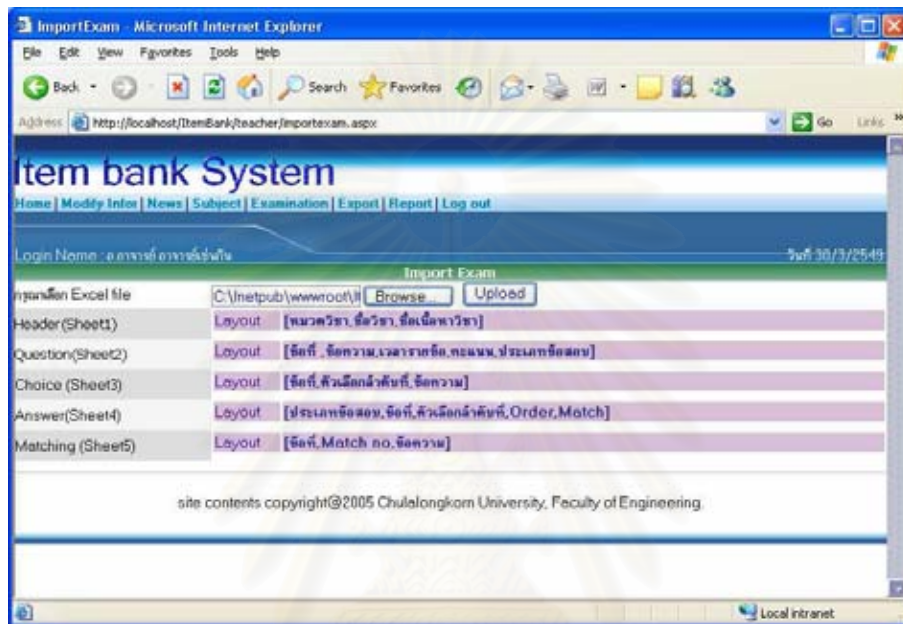 ImportExam - Microsoft Internet Explorer
File Edit View Favorites Tools Help
Back Search Favorites
Address http://localhost/ItemBank/teacher/importexam.aspx Go Links
Item bank System
Home | Modify Infor | News | Subject | Examination | Export | Report | Log out
Login Name : วันที่ 30/3/2549
Import Exam
กรุณาเลือก Excel file C:\Inetpub\wwwroot\ Browse... Upload
Header(Sheet1) Layout [หมวดวิชา,ชื่อวิชา,ชื่อเนื้อหาวิชา]
Question(Sheet2) Layout [ข้อที่ ,ข้อความ,เวลารายข้อ,คะแนน,ประเภทข้อสอบ]
Choice (Sheet3) Layout [ข้อที่,ตัวเลือกลำดับที่,ข้อความ]
Answer(Sheet4) Layout [ประเภทข้อสอบ,ข้อที่,ตัวเลือกลำดับที่,Order,Match]
Matching (Sheet5) Layout [ข้อที่,Match no,ข้อความ]
site contents copyright@2005 Chulalongkorn University, Faculty of Engineering.
Local intranet